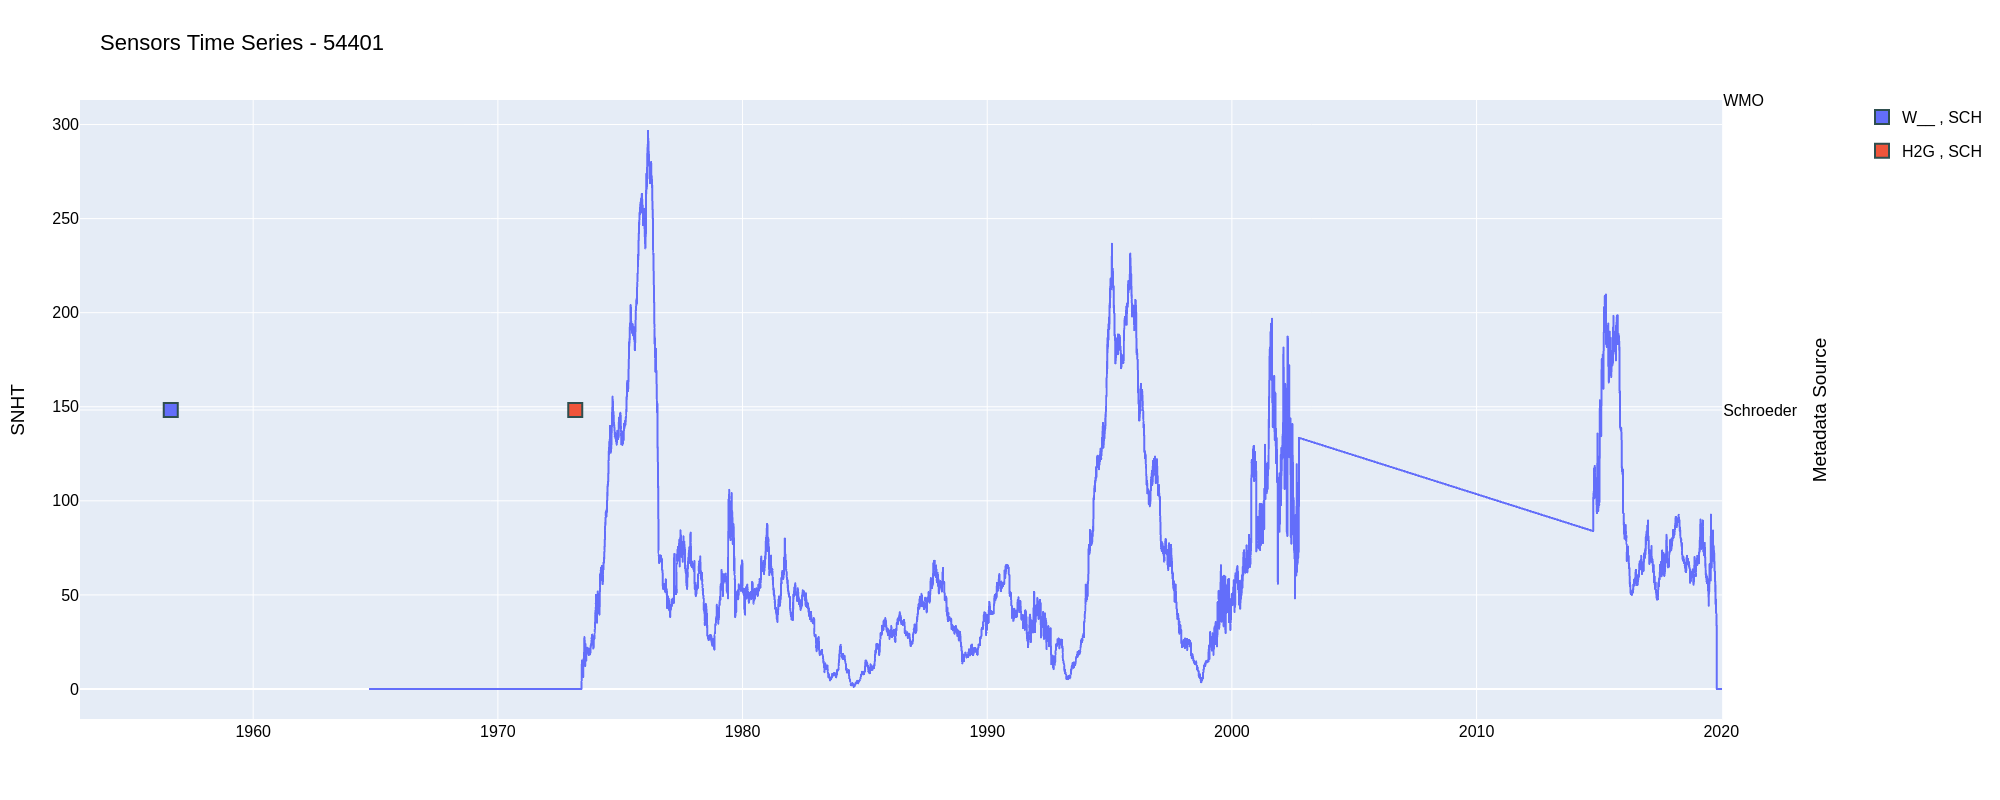 Sensors Time Series - 54401
WMO
W__ , SCH
H2G , SCH
300
250
200
150
100
50
0
SNHT
Schroeder
Metadata Source
1960
1970
1980
1990
2000
2010
2020